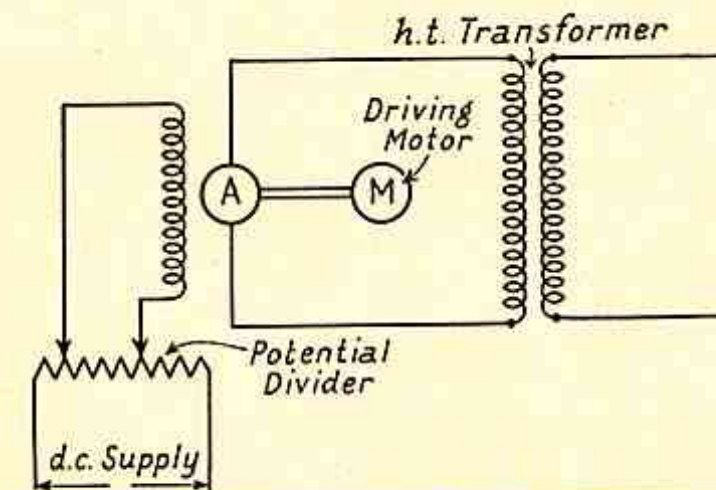 h.t. Transformer
Driving
Motor
A
M
Potential
Divider
d.c. Supply